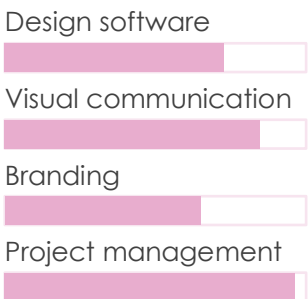 Design software
Visual communication
Branding
Project management